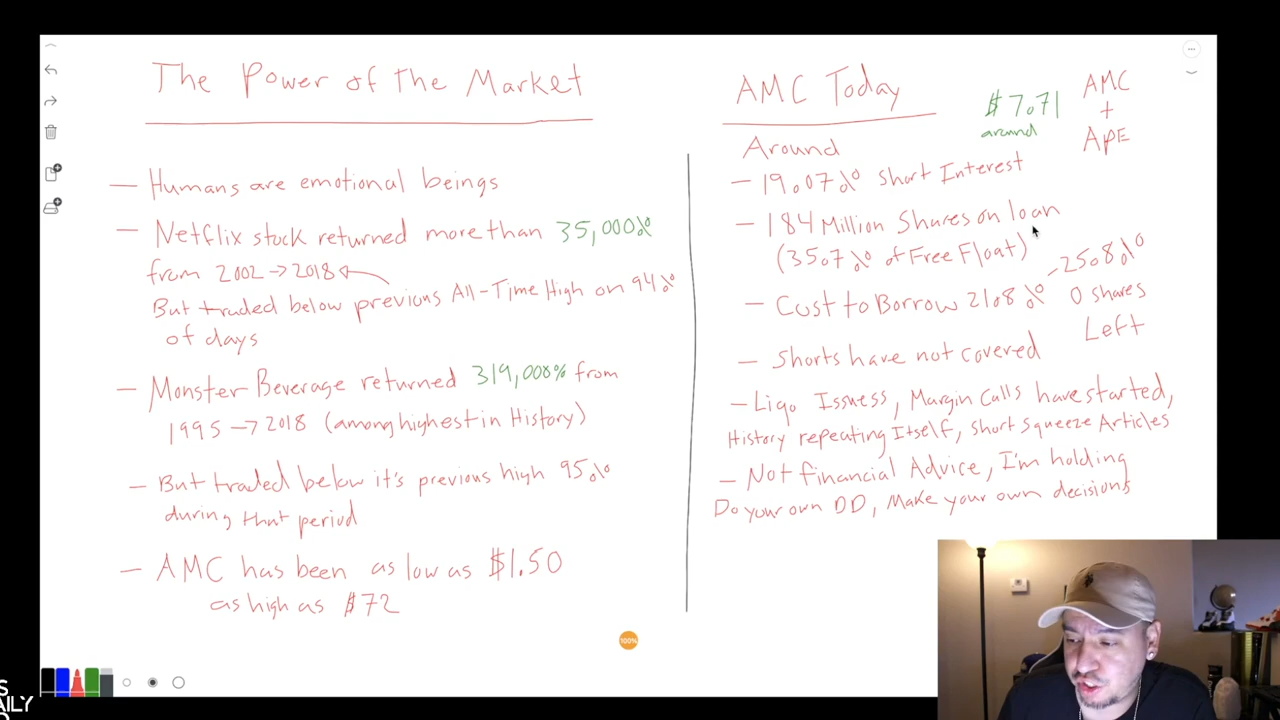 The Power of the Market
— Humans are emotional beings
— Netflix stock returned more than 35,000%
from 2002 → 2018
But traded below previous All-Time High on 94%
of days
— Monster Beverage returned 319,000% from
1995 → 2018 (among highest in History)
— But traded below it's previous high 95%
during that period
— AMC has been as low as $1.50
as high as $72
AMC Today
$7.71
around
AMC
+
APE
Around
— 19.07% Short Interest
— 184 Million Shares on loan
(35.7% of Free Float)
— Cost to Borrow 21.8% - 25.8%
0 shares
Left
— Shorts have not covered
— Liqo Issuess, Margin Calls have started,
History repeating Itself, Short Squeeze Articles
— Not financial Advice, I'm holding
Do your own DD, Make your own decisions
100%